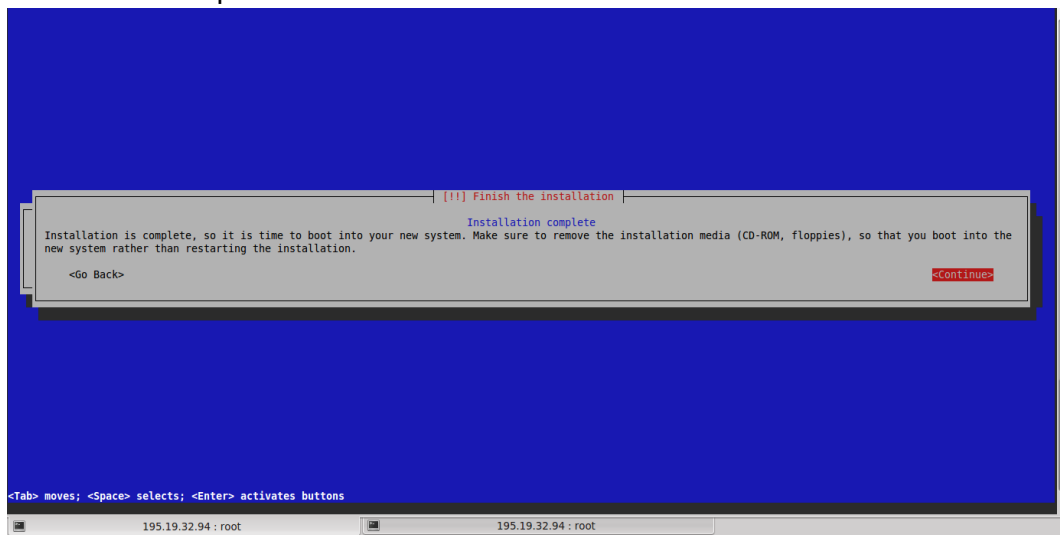 [!!] Finish the installation
Installation complete
Installation is complete, so it is time to boot into your new system. Make sure to remove the installation media (CD-ROM, floppies), so that you boot into the
new system rather than restarting the installation.
<Go Back> <Continue>
<Tab> moves; <Space> selects; <Enter> activates buttons
195.19.32.94 : root 195.19.32.94 : root